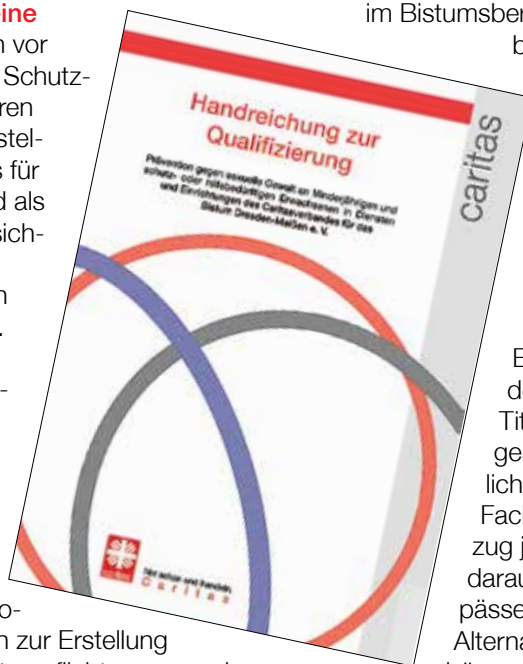 eine
n vor
Schutz-
ren
stel-
s für
d als
sich-
n
.
-
o-
n zur Erstellung
im Bistumsber
b
Handreichung zur
Qualifizierung
Prävention gegen sexuelle Gewalt an Minderjährigen und
schutz- oder hilfebedürftigen Erwachsenen in Diensten
und Einrichtungen des Caritasverbandes für das
Bistum Dresden-Meißen e. V.
caritas
Not sehen und handeln.
Caritas
E
de
Tit
ge
lich
Fac
zug j
darau
pässe
Alterna